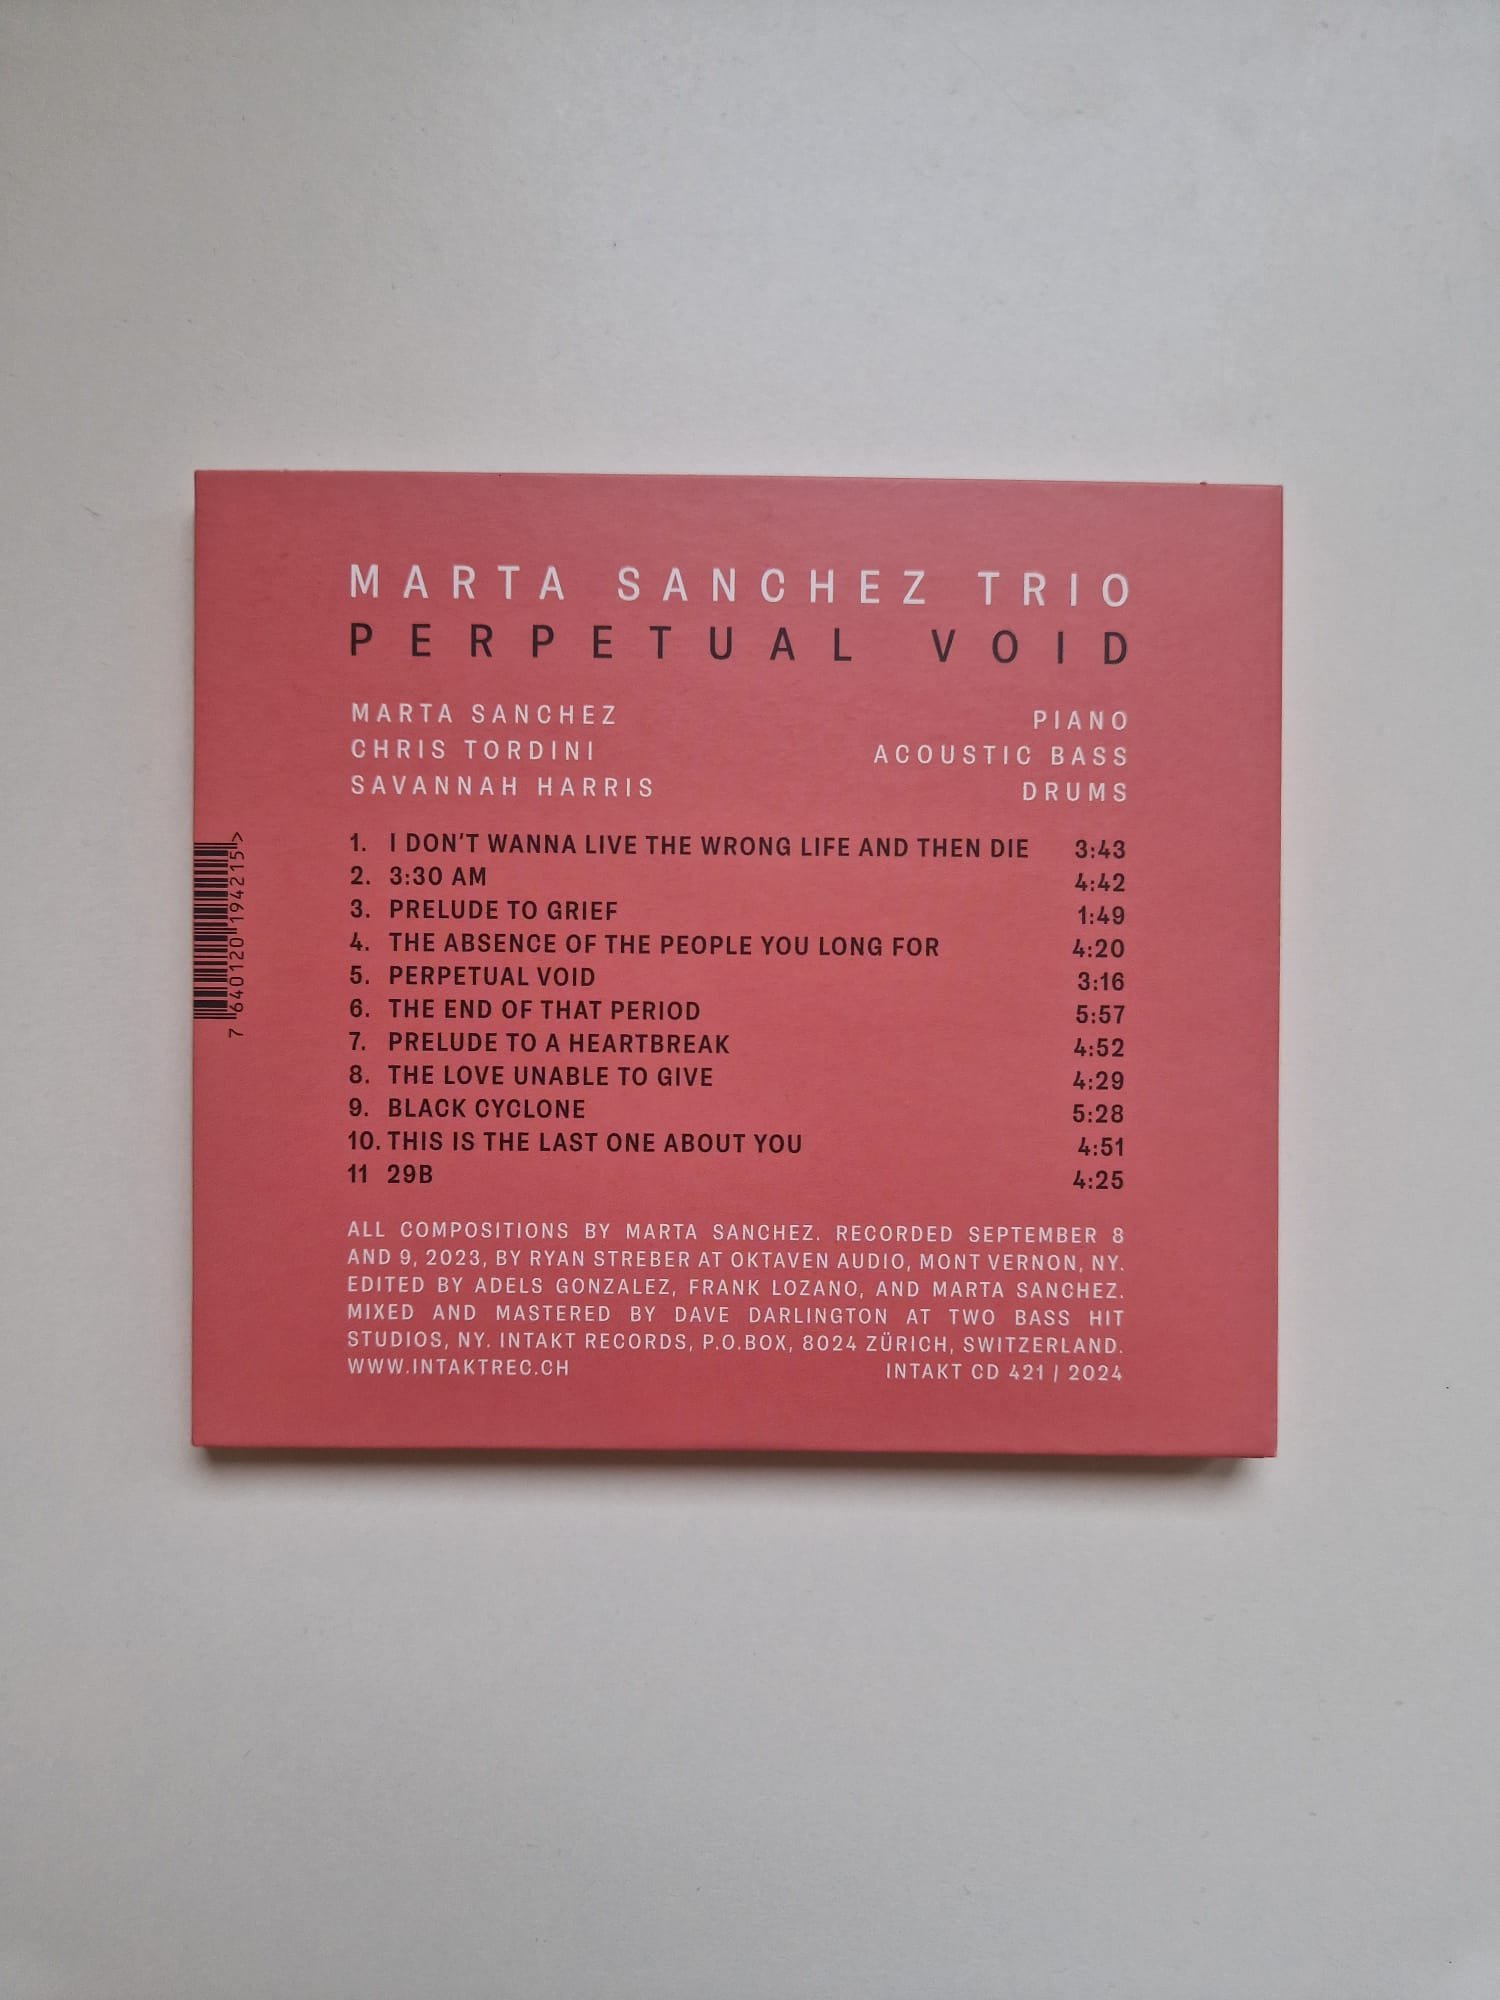 MARTA SANCHEZ TRIO
PERPETUAL VOID
MARTA SANCHEZ PIANO
CHRIS TORDINI ACOUSTIC BASS
SAVANNAH HARRIS DRUMS
1. I DON'T WANNA LIVE THE WRONG LIFE AND THEN DIE 3:43
2. 3:30 AM 4:42
3. PRELUDE TO GRIEF 1:49
4. THE ABSENCE OF THE PEOPLE YOU LONG FOR 4:20
5. PERPETUAL VOID 3:16
6. THE END OF THAT PERIOD 5:57
7. PRELUDE TO A HEARTBREAK 4:52
8. THE LOVE UNABLE TO GIVE 4:29
9. BLACK CYCLONE 5:28
10. THIS IS THE LAST ONE ABOUT YOU 4:51
11 29B 4:25
ALL COMPOSITIONS BY MARTA SANCHEZ. RECORDED SEPTEMBER 8
AND 9, 2023, BY RYAN STREBER AT OKTAVEN AUDIO, MONT VERNON, NY.
EDITED BY ADELS GONZALEZ, FRANK LOZANO, AND MARTA SANCHEZ.
MIXED AND MASTERED BY DAVE DARLINGTON AT TWO BASS HIT
STUDIOS, NY. INTAKT RECORDS, P.O.BOX, 8024 ZÜRICH, SWITZERLAND.
WWW.INTAKTREC.CH INTAKT CD 421 | 2024
7 640120 194215 >